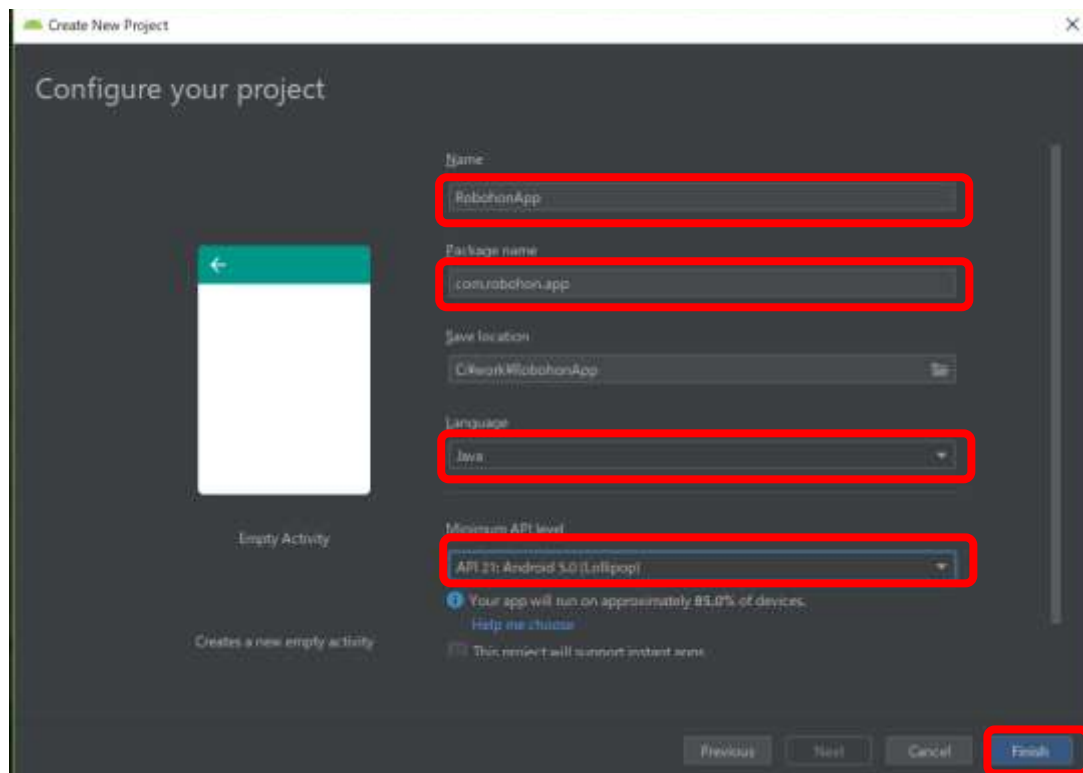 Create New Project
Configure your project
Name
RobohonApp
Package name
com.robohon.app
Save location
C:¥work¥RobohonApp
Language
Java
Minimum API level
API 21: Android 5.0 (Lollipop)
Your app will run on approximately 85.0% of devices.
Help me choose
This project will support instant apps
Empty Activity
Creates a new empty activity
Previous
Next
Cancel
Finish